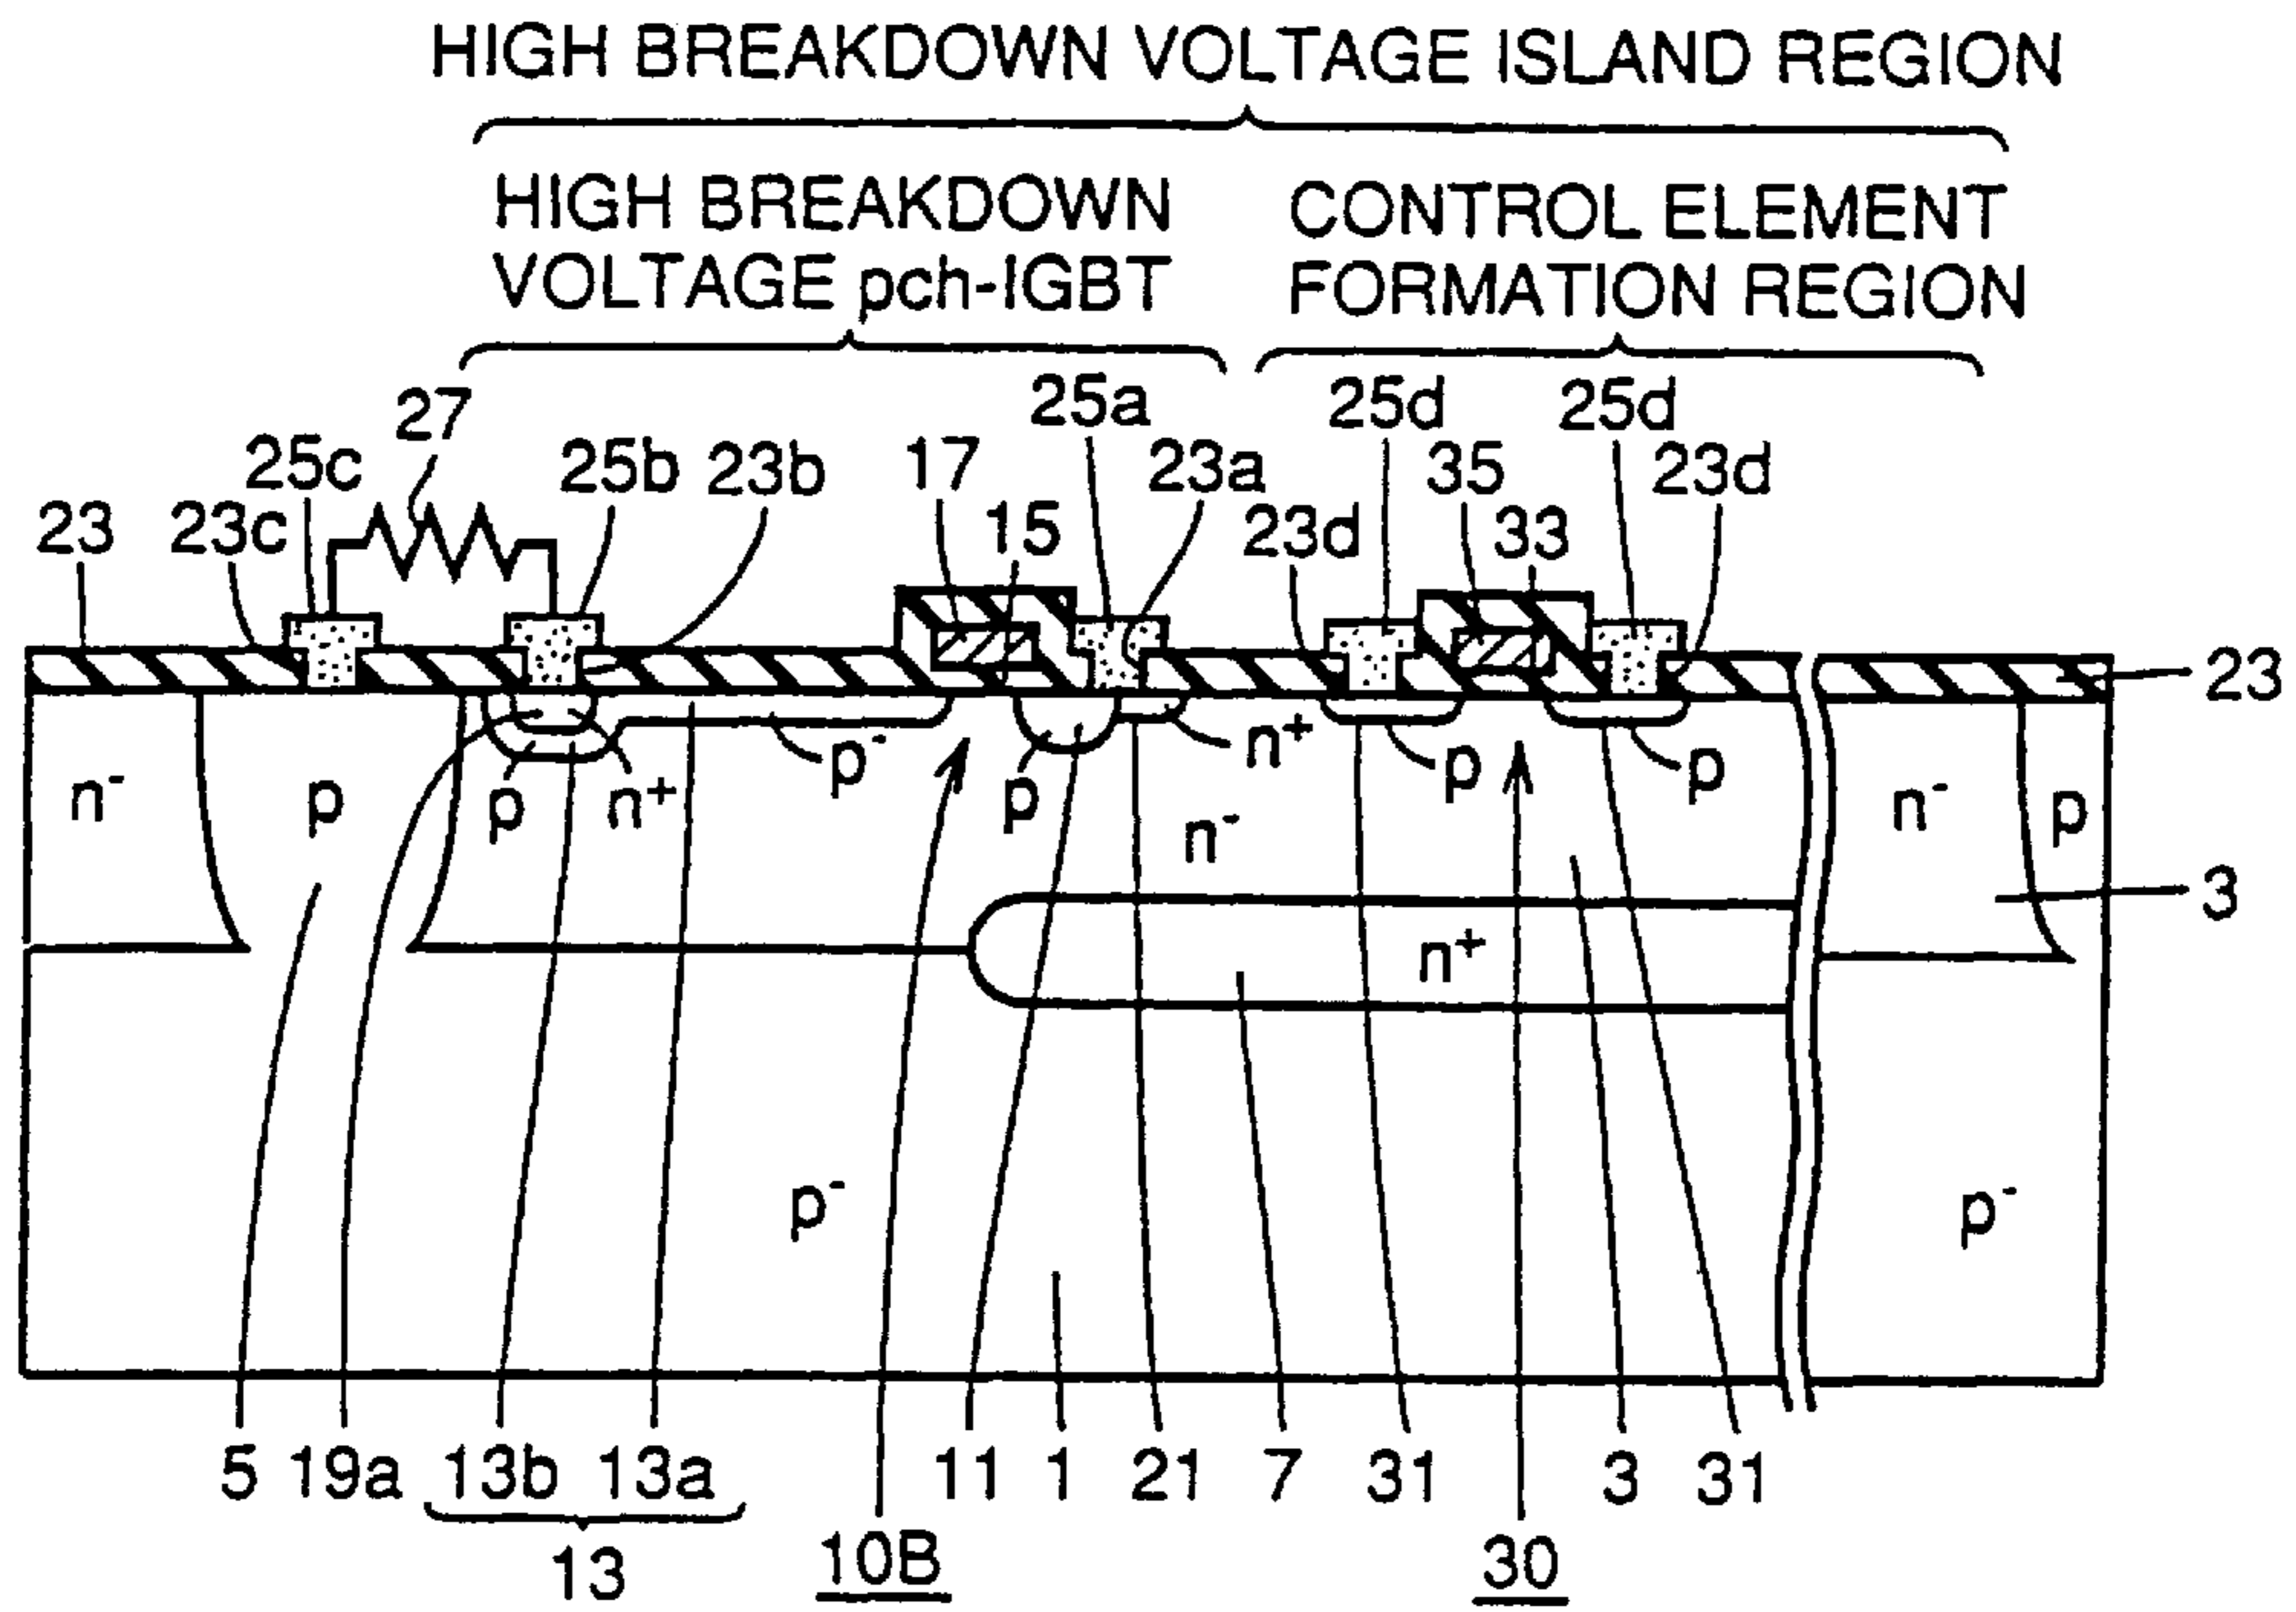 HIGH BREAKDOWN VOLTAGE ISLAND REGION
HIGH BREAKDOWN
VOLTAGE pch-IGBT
CONTROL ELEMENT
FORMATION REGION
27
25a
25d
25d
25c
25b
23b
17
23a
35
23d
23
23c
15
23d
33
23
n-
p
p
n+
p-
p
n-
n+
p
p
n-
p
3
n+
p-
p-
5
19a
13b
13a
11
1
21
7
31
3
31
13
10B
30